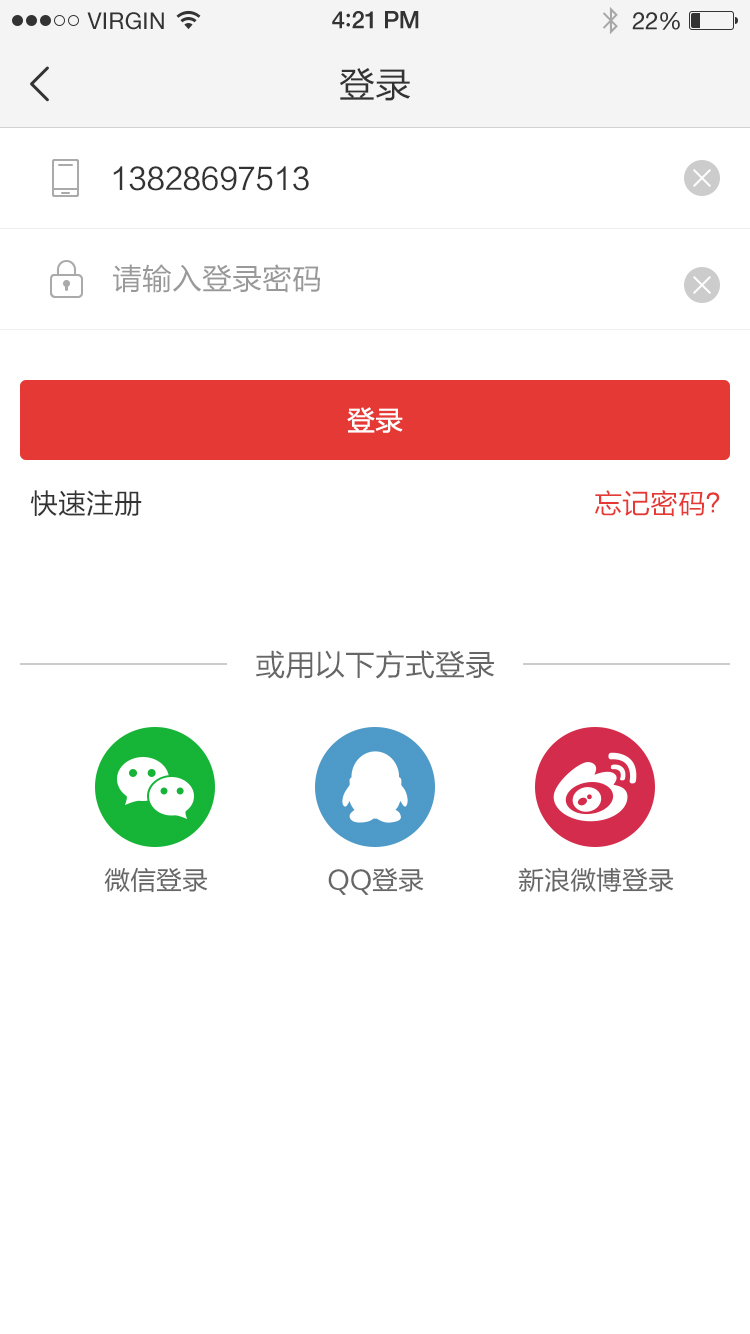 VIRGIN 4:21 PM 22%
登录
13828697513
请输入登录密码
登录
快速注册 忘记密码?
或用以下方式登录
微信登录 QQ登录 新浪微博登录